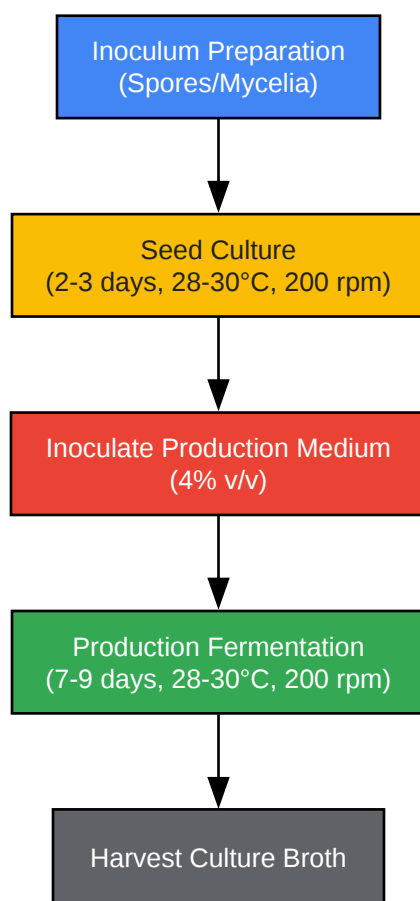 Inoculum Preparation
(Spores/Mycelia)
Seed Culture
(2-3 days, 28-30°C, 200 rpm)
Inoculate Production Medium
(4% v/v)
Production Fermentation
(7-9 days, 28-30°C, 200 rpm)
Harvest Culture Broth